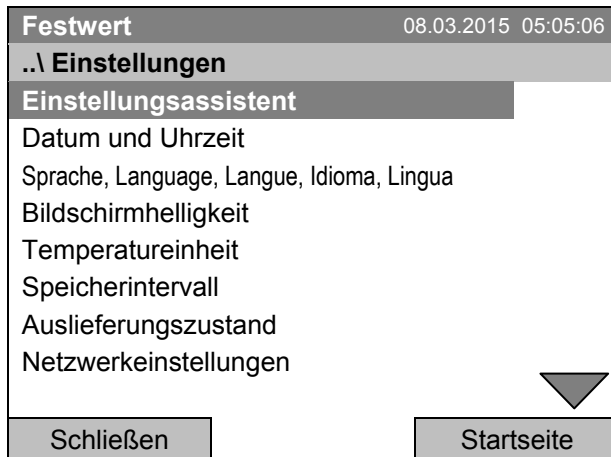 Festwert 08.03.2015 05:05:06
..\ Einstellungen
Einstellungsassistent
Datum und Uhrzeit
Sprache, Language, Langue, Idioma, Lingua
Bildschirmhelligkeit
Temperatureinheit
Speicherintervall
Auslieferungszustand
Netzwerkeinstellungen
Schließen Startseite